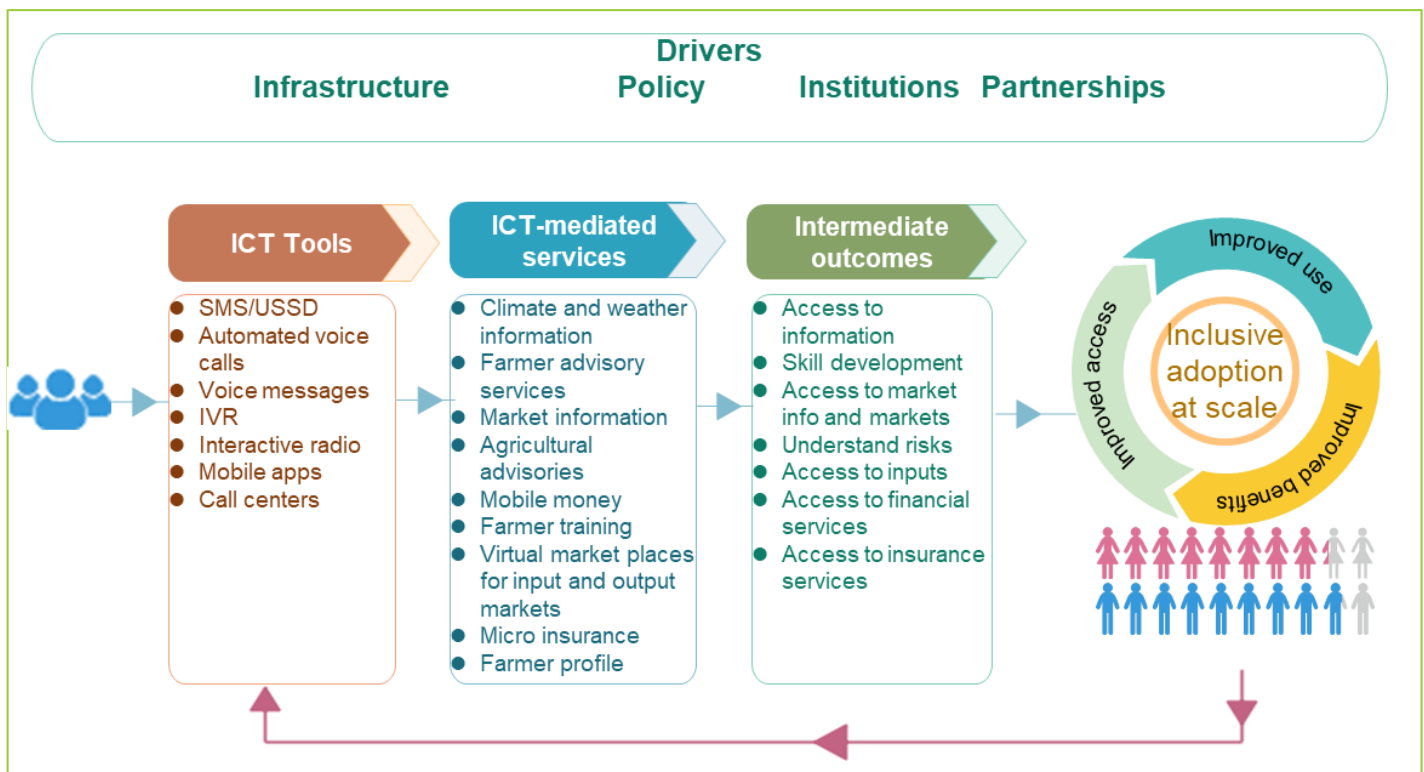 Drivers
Infrastructure Policy Institutions Partnerships
ICT Tools
● SMS/USSD
● Automated voice
calls
● Voice messages
● IVR
● Interactive radio
● Mobile apps
● Call centers
ICT-mediated
services
● Climate and weather
information
● Farmer advisory
services
● Market information
● Agricultural
advisories
● Mobile money
● Farmer training
● Virtual market places
for input and output
markets
● Micro insurance
● Farmer profile
Intermediate
outcomes
● Access to
information
● Skill development
● Access to market
info and markets
● Understand risks
● Access to inputs
● Access to financial
services
● Access to insurance
services
Improved access
Improved use
Improved benefits
Inclusive
adoption
at scale